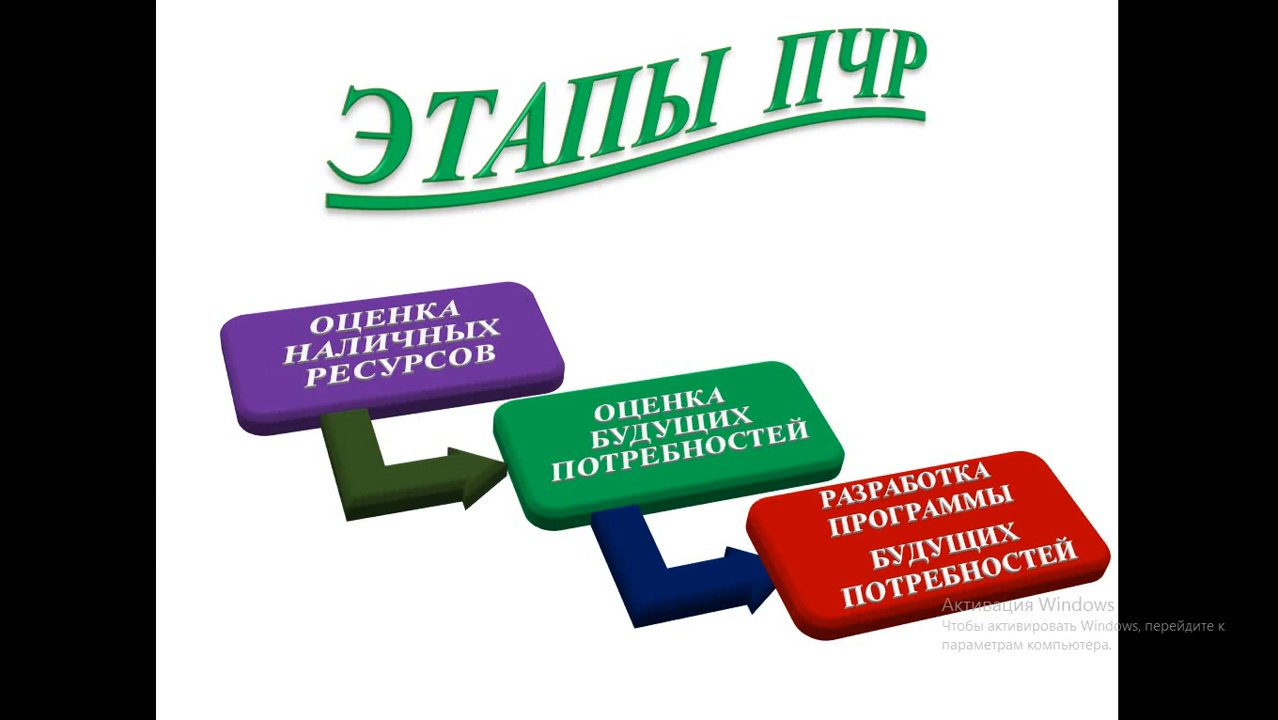 ЭТАПЫ ПЧР
ОЦЕНКА
НАЛИЧНЫХ
РЕСУРСОВ
ОЦЕНКА
БУДУЩИХ
ПОТРЕБНОСТЕЙ
РАЗРАБОТКА
ПРОГРАММЫ
БУДУЩИХ
ПОТРЕБНОСТЕЙ
Активация Windows
Чтобы активировать Windows, перейдите к
параметрам компьютера.